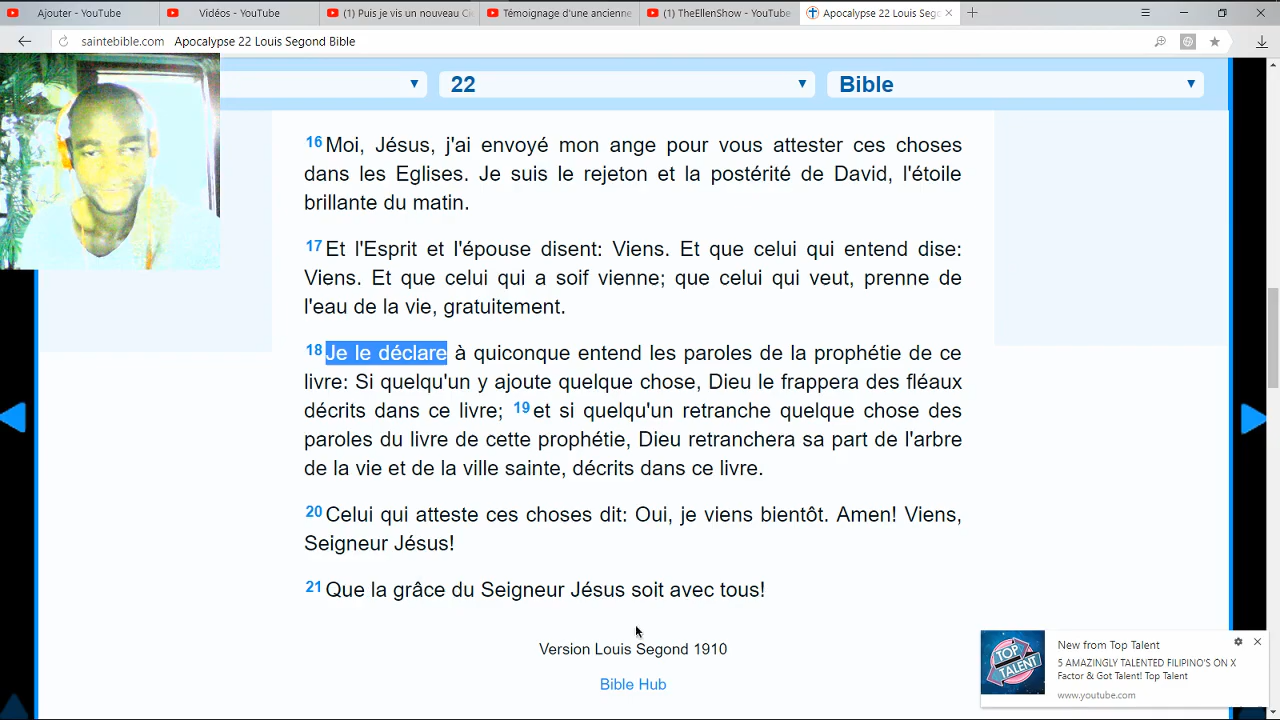 Ajouter - YouTube
Vidéos - YouTube
(1) Puis je vis un nouveau Ci
Témoignage d'une ancienne
(1) TheEllenShow - YouTube
Apocalypse 22 Louis Sego
saintebible.com Apocalypse 22 Louis Segond Bible
22
Bible
16 Moi, Jésus, j'ai envoyé mon ange pour vous attester ces choses
dans les Eglises. Je suis le rejeton et la postérité de David, l'étoile
brillante du matin.
17 Et l'Esprit et l'épouse disent: Viens. Et que celui qui entend dise:
Viens. Et que celui qui a soif vienne; que celui qui veut, prenne de
l'eau de la vie, gratuitement.
18 Je le déclare à quiconque entend les paroles de la prophétie de ce
livre: Si quelqu'un y ajoute quelque chose, Dieu le frappera des fléaux
décrits dans ce livre; 19 et si quelqu'un retranche quelque chose des
paroles du livre de cette prophétie, Dieu retranchera sa part de l'arbre
de la vie et de la ville sainte, décrits dans ce livre.
20 Celui qui atteste ces choses dit: Oui, je viens bientôt. Amen! Viens,
Seigneur Jésus!
21 Que la grâce du Seigneur Jésus soit avec tous!
Version Louis Segond 1910
Bible Hub
TOP
TALENT
New from Top Talent
5 AMAZINGLY TALENTED FILIPINO'S ON X
Factor & Got Talent! Top Talent
www.youtube.com